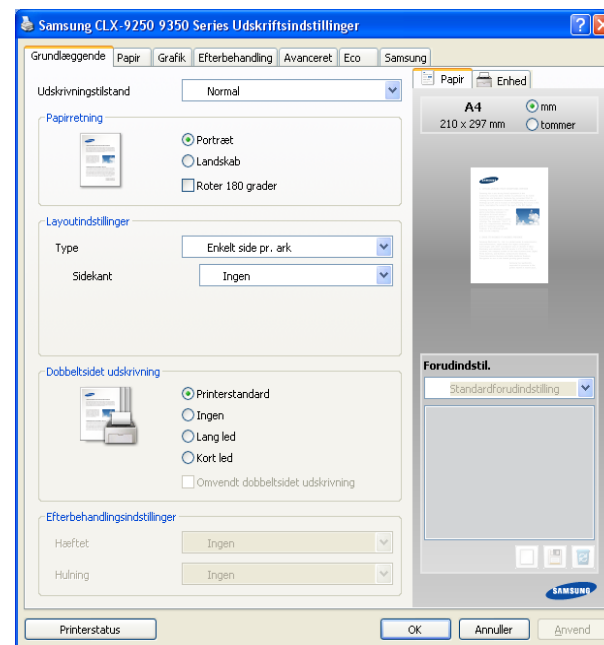 Samsung CLX-9250 9350 Series Udskriftsindstillinger
Grundlæggende Papir Grafik Efterbehandling Avanceret Eco Samsung
Udskrivningstilstand Normal
Papirretning
Portræt
Landskab
Roter 180 grader
Layoutindstillinger
Type Enkelt side pr. ark
Sidekant Ingen
Dobbeltsidet udskrivning
Printerstandard
Ingen
Lang led
Kort led
Omvendt dobbeltsidet udskrivning
Efterbehandlingsindstillinger
Hæftet Ingen
Hulning Ingen
Papir Enhed
A4 mm
210 x 297 mm tommer
Forudindstil.
Standardforudindstilling
SAMSUNG
Printerstatus OK Annuller Anvend